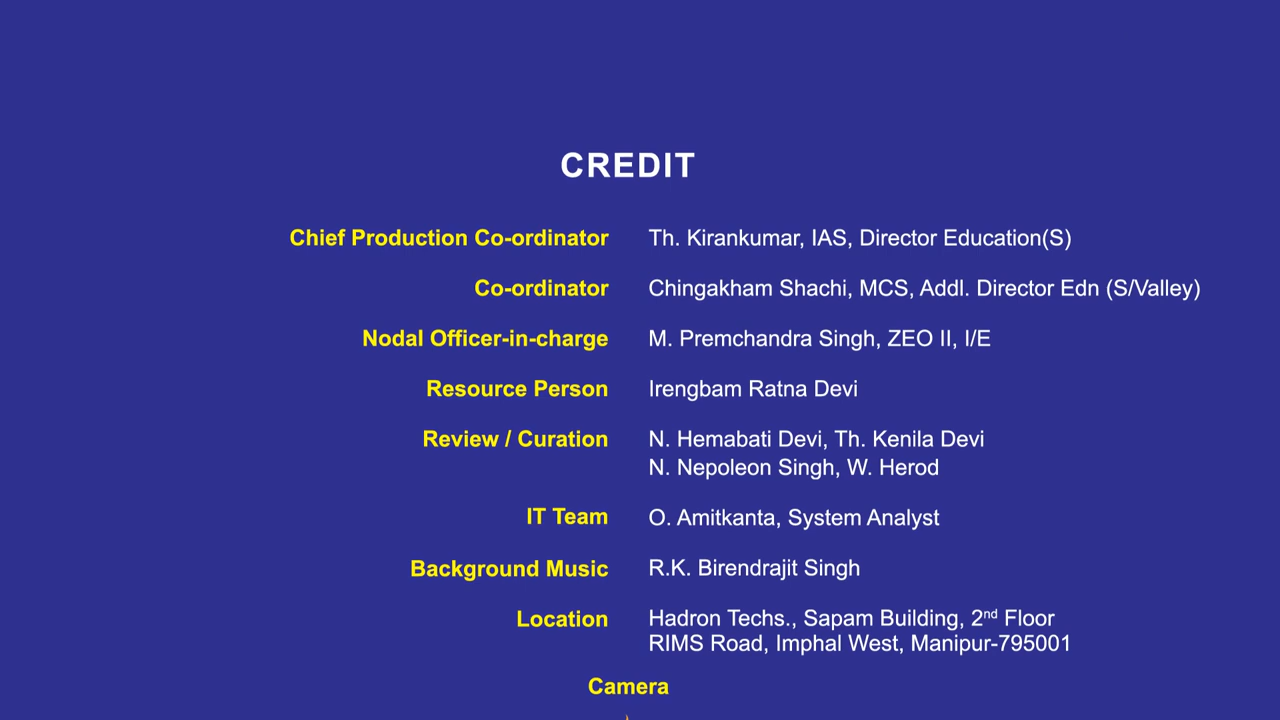 CREDIT
Chief Production Co-ordinator Th. Kirankumar, IAS, Director Education(S)
Co-ordinator Chingakham Shachi, MCS, Addl. Director Edn (S/Valley)
Nodal Officer-in-charge M. Premchandra Singh, ZEO II, I/E
Resource Person Irengbam Ratna Devi
Review / Curation N. Hemabati Devi, Th. Kenila Devi
N. Nepoleon Singh, W. Herod
IT Team O. Amitkanta, System Analyst
Background Music R.K. Birendrajit Singh
Location Hadron Techs., Sapam Building, 2nd Floor
RIMS Road, Imphal West, Manipur-795001
Camera